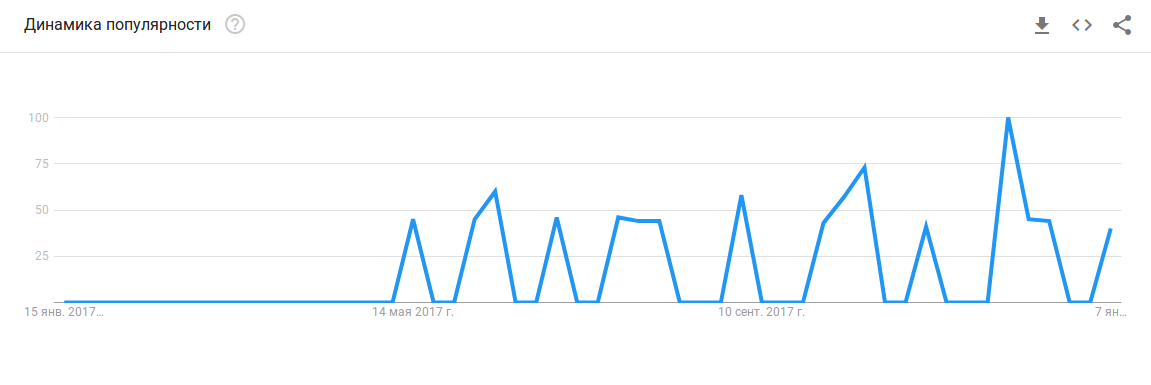 Динамика популярности
100
75
50
25
15 янв. 2017…
14 мая 2017 г.
10 сент. 2017 г.
7 ян…